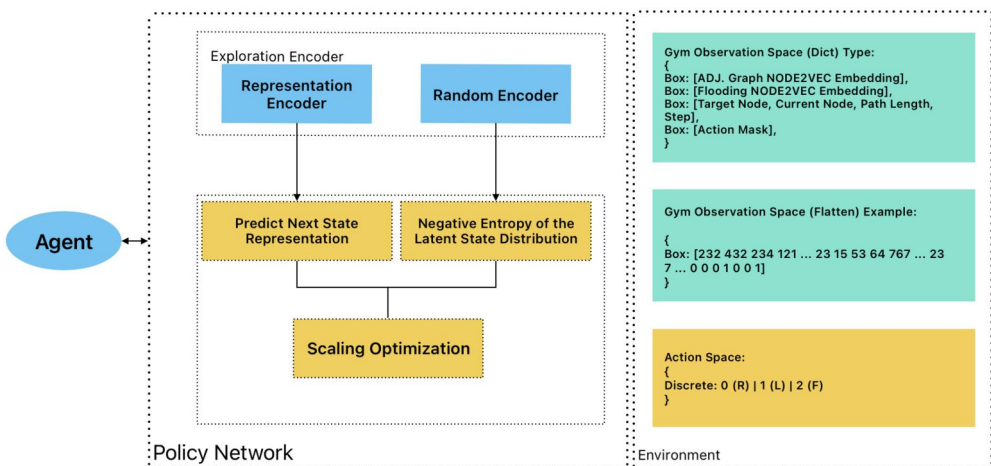 Exploration Encoder
Representation
Encoder
Random Encoder
Predict Next State
Representation
Negative Entropy of the
Latent State Distribution
Agent
Scaling Optimization
Policy Network
Gym Observation Space (Dict) Type:
{
Box: [ADJ. Graph NODE2VEC Embedding],
Box: [Flooding NODE2VEC Embedding],
Box: [Target Node, Current Node, Path Length,
Step],
Box: [Action Mask],
}
Gym Observation Space (Flatten) Example:
{
Box: [232 432 234 121 ... 23 15 53 64 767 ... 23
7 ... 0 0 0 1 0 0 1]
}
Action Space:
{
Discrete: 0 (R) | 1 (L) | 2 (F)
}
Environment